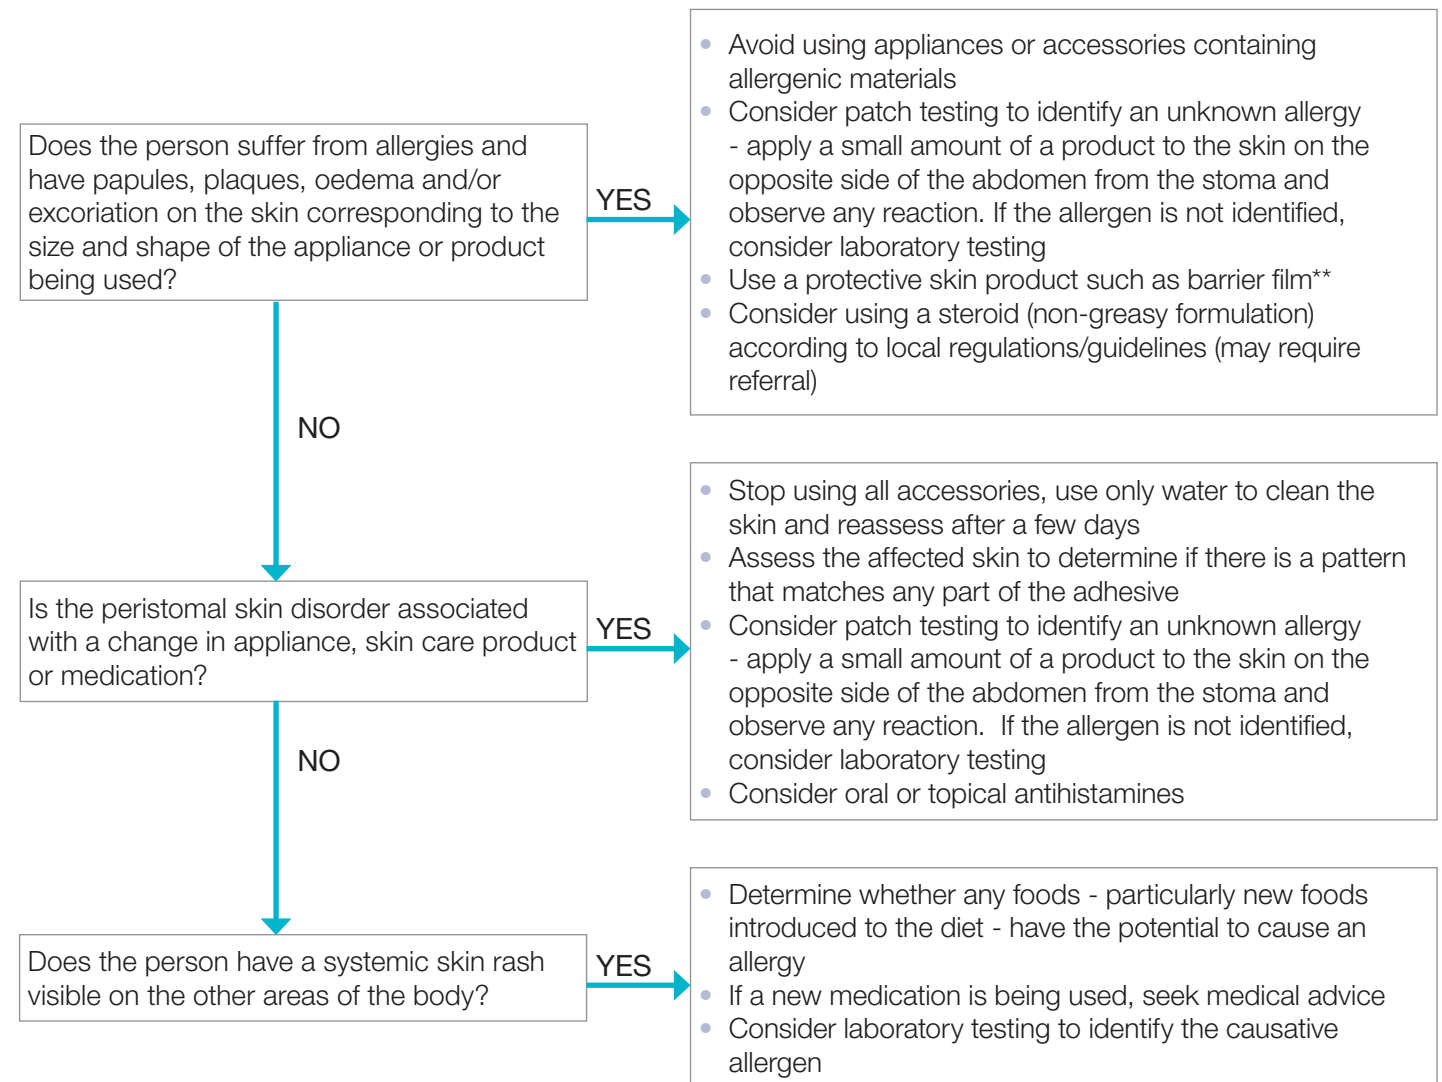 Does the person suffer from allergies and
have papules, plaques, oedema and/or
excoriation on the skin corresponding to the
size and shape of the appliance or product
being used?
YES
• Avoid using appliances or accessories containing
allergenic materials
• Consider patch testing to identify an unknown allergy
- apply a small amount of a product to the skin on the
opposite side of the abdomen from the stoma and
observe any reaction. If the allergen is not identified,
consider laboratory testing
• Use a protective skin product such as barrier film**
• Consider using a steroid (non-greasy formulation)
according to local regulations/guidelines (may require
referral)
NO
Is the peristomal skin disorder associated
with a change in appliance, skin care product
or medication?
YES
• Stop using all accessories, use only water to clean the
skin and reassess after a few days
• Assess the affected skin to determine if there is a pattern
that matches any part of the adhesive
• Consider patch testing to identify an unknown allergy
- apply a small amount of a product to the skin on the
opposite side of the abdomen from the stoma and
observe any reaction. If the allergen is not identified,
consider laboratory testing
• Consider oral or topical antihistamines
NO
Does the person have a systemic skin rash
visible on the other areas of the body?
YES
• Determine whether any foods - particularly new foods
introduced to the diet - have the potential to cause an
allergy
• If a new medication is being used, seek medical advice
• Consider laboratory testing to identify the causative
allergen